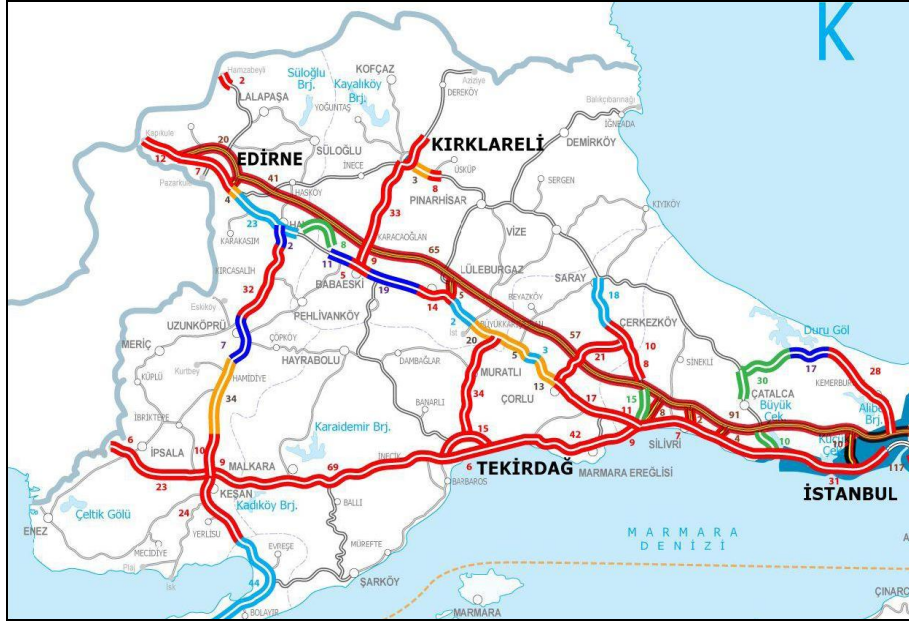 K
Hamzabeyli
2
Süloğlu
Brj.
KOFÇAZ
Kayalıköy
Brj.
Aziziye
DEREKÖY
LALAPAŞA
YOĞUNTAŞ
Balıkçıbarınağı
İĞNEADA
DEMİRKÖY
Kapıkule
20
EDİRNE
SÜLOĞLU
KIRKLARELİ
12
7
41
İNECE
3
ÜSKÜP
8
Pazarkule
PINARHİSAR
SERGEN
4
HASKÖY
33
KIYIKÖY
23
KARAKASIM
8
2
KARACAOĞLAN
VİZE
65
11
9
KIRCASALİH
5
BABAESKİ
19
LÜLEBURGAZ
SARAY
32
14
5
BEYAZKÖY
18
PEHLİVANKÖY
2
Eskiköy
UZUNKÖPRÜ
MERİÇ
ÇÖPKÖY
20
57
ÇERKEZKÖY
Duru Göl
7
HAYRABOLU
DAMBAĞLAR
5
3
21
10
SİNEKLİ
MURATLI
8
30
17
28
Kurtbey
KÜPLÜ
HAMİDİYE
13
ÇATALCA
34
34
ÇORLU
17
15
Büyük
Çek
BANARLI
11
8
91
İBRİKTEPE
Karaidemir Brj.
15
42
9
SİLİVRİ
2
7
4
10
10
6
10
İPSALA
9
MALKARA
69
İNECİK
6
TEKİRDAĞ
MARMARA EREĞLİSİ
31
117
23
KEŞAN
Kadıköy Brj.
BARBAROS
İSTANBUL
24
Çeltik Gölü
BALLI
YERLİSU
ENEZ
MECİDİYE
EVREŞE
MÜREFTE
MARMARA
DENİZİ
44
ŞARKÖY
BOLAYIR
MARMARA